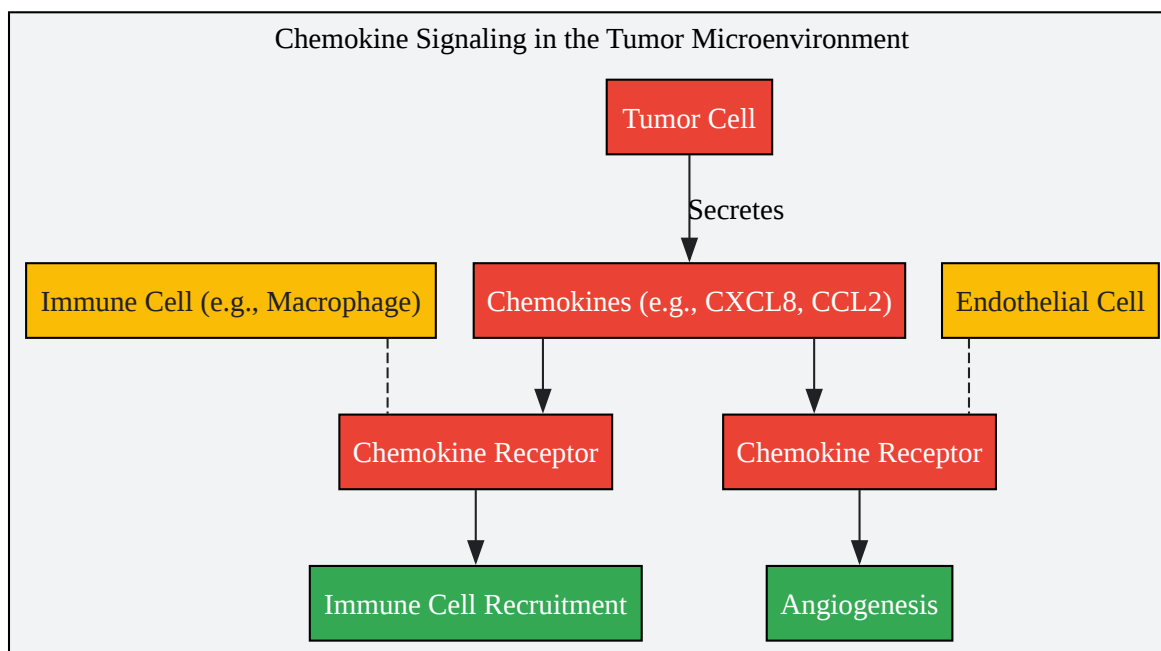 Chemokine Signaling in the Tumor Microenvironment
Tumor Cell
Secretes
Immune Cell (e.g., Macrophage)
Chemokines (e.g., CXCL8, CCL2)
Endothelial Cell
Chemokine Receptor
Chemokine Receptor
Immune Cell Recruitment
Angiogenesis